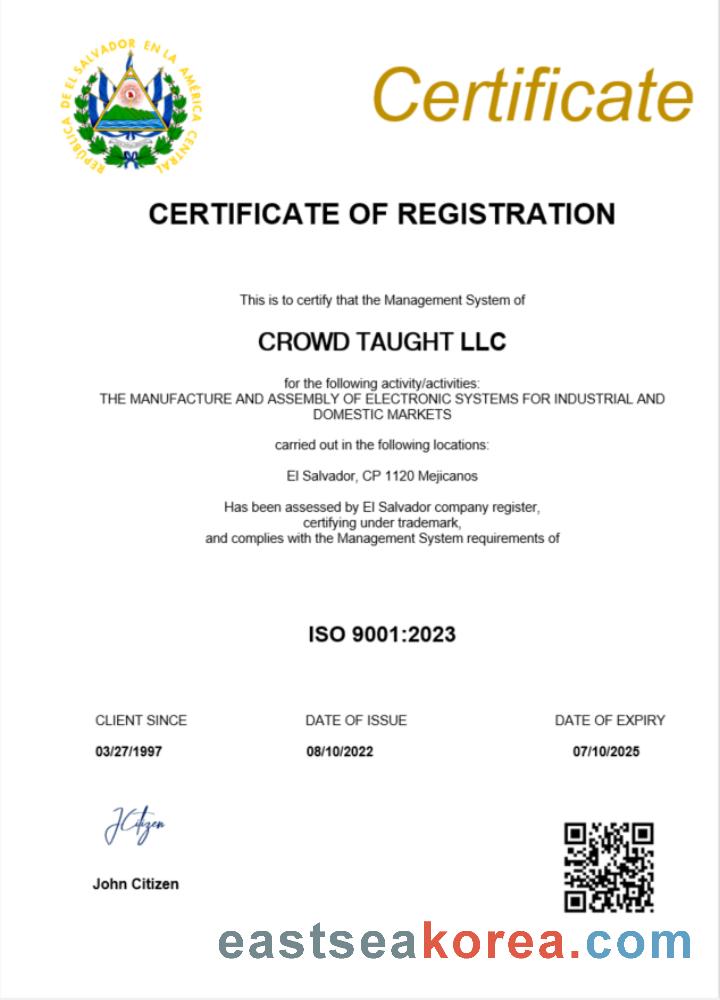 REPÚBLICA DE EL SALVADOR EN LA AMÉRICA CENTRAL
Certificate
CERTIFICATE OF REGISTRATION
This is to certify that the Management System of
CROWD TAUGHT LLC
for the following activity/activities:
THE MANUFACTURE AND ASSEMBLY OF ELECTRONIC SYSTEMS FOR INDUSTRIAL AND
DOMESTIC MARKETS
carried out in the following locations:
El Salvador, CP 1120 Mejicanos
Has been assessed by El Salvador company register,
certifying under trademark,
and complies with the Management System requirements of
ISO 9001:2023
CLIENT SINCE DATE OF ISSUE DATE OF EXPIRY
03/27/1997 08/10/2022 07/10/2025
JCitizen
John Citizen
eastseakorea.com